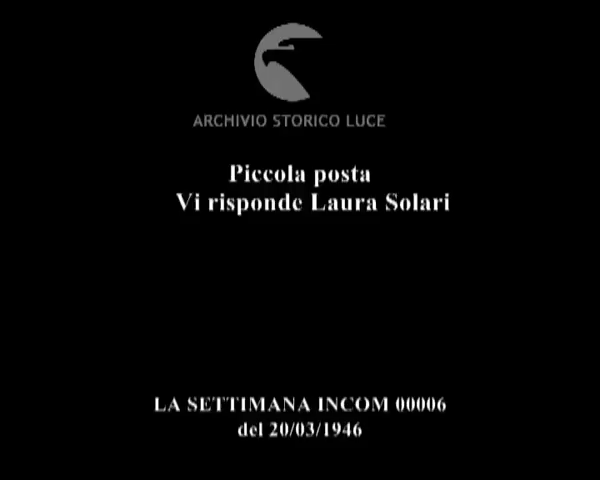 ARCHIVIO STORICO LUCE
Piccola posta
Vi risponde Laura Solari
LA SETTIMANA INCOM 00006
del 20/03/1946